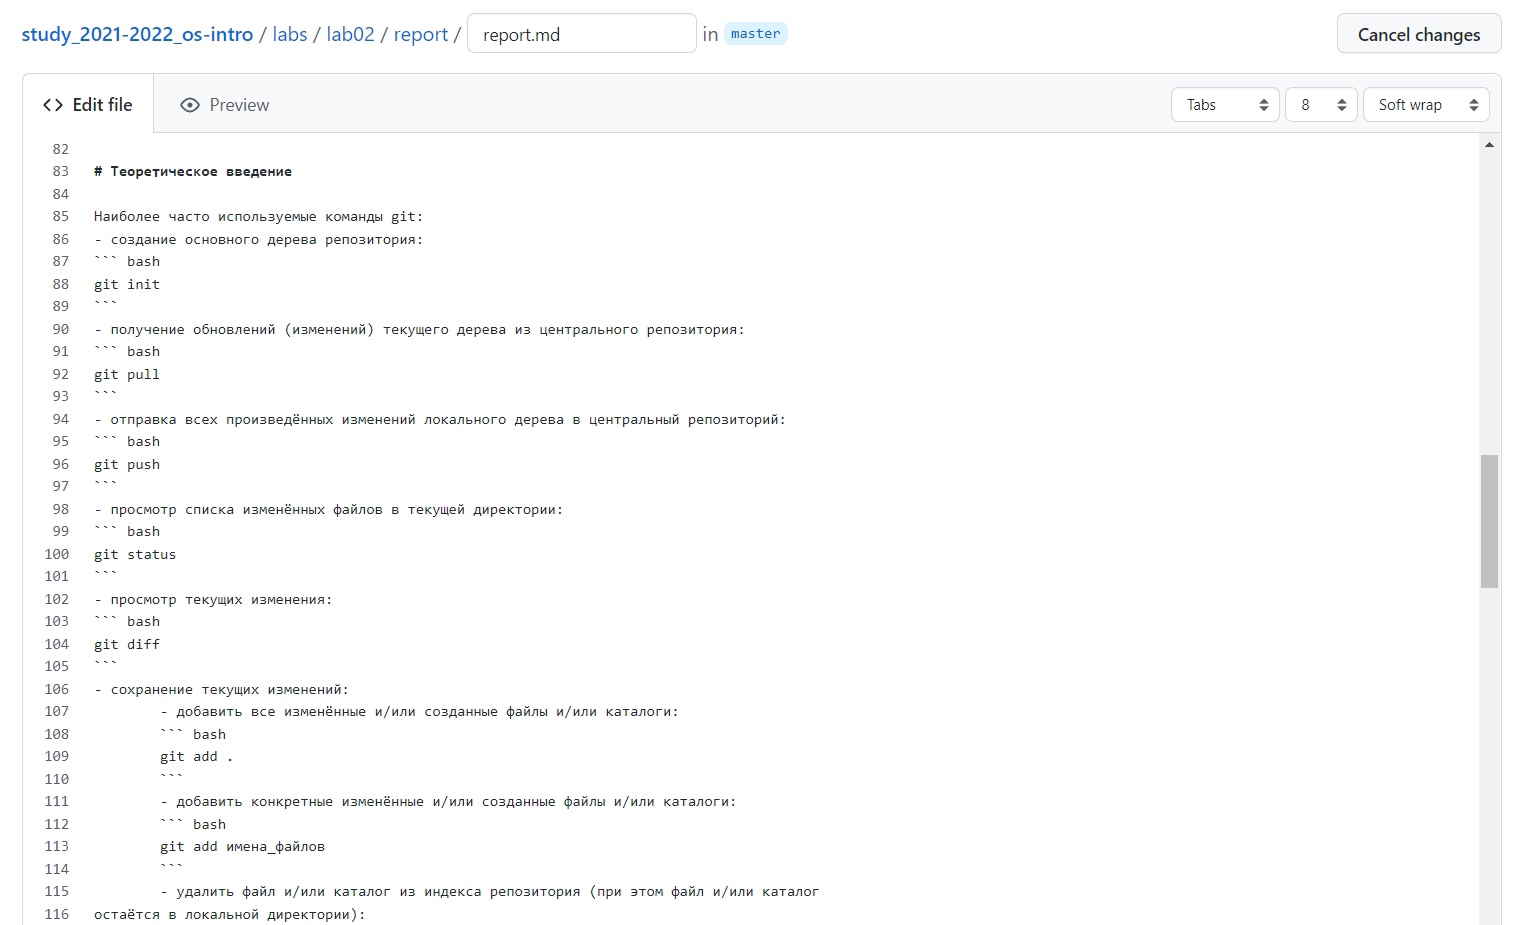 study_2021-2022_os-intro / labs / lab02 / report / report.md in master Cancel changes
<> Edit file Preview Tabs 8 Soft wrap
82
83 # Теоретическое введение
84
85 Наиболее часто используемые команды git:
86 - создание основного дерева репозитория:
87 ``` bash
88 git init
89 ```
90 - получение обновлений (изменений) текущего дерева из центрального репозитория:
91 ``` bash
92 git pull
93 ```
94 - отправка всех произведённых изменений локального дерева в центральный репозиторий:
95 ``` bash
96 git push
97 ```
98 - просмотр списка изменённых файлов в текущей директории:
99 ``` bash
100 git status
101 ```
102 - просмотр текущих изменения:
103 ``` bash
104 git diff
105 ```
106 - сохранение текущих изменений:
107 - добавить все изменённые и/или созданные файлы и/или каталоги:
108 ``` bash
109 git add .
110 ```
111 - добавить конкретные изменённые и/или созданные файлы и/или каталоги:
112 ``` bash
113 git add имена_файлов
114 ```
115 - удалить файл и/или каталог из индекса репозитория (при этом файл и/или каталог
116 остаётся в локальной директории):